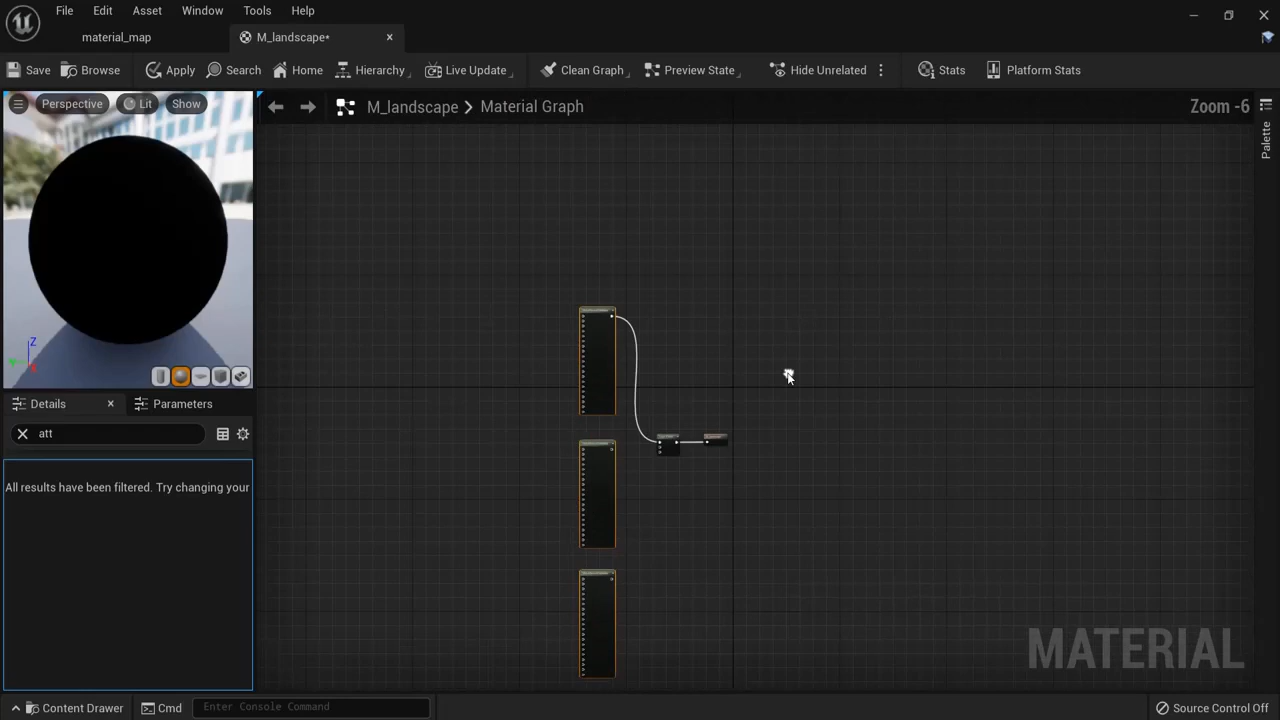 File Edit Asset Window Tools Help
material_map M_landscape*
Save Browse Apply Search Home Hierarchy Live Update Clean Graph Preview State Hide Unrelated Stats Platform Stats
Perspective Lit Show
M_landscape > Material Graph Zoom -6
Palette
Z
Details Parameters
att
All results have been filtered. Try changing your
MATERIAL
Content Drawer Cmd Enter Console Command Source Control Off